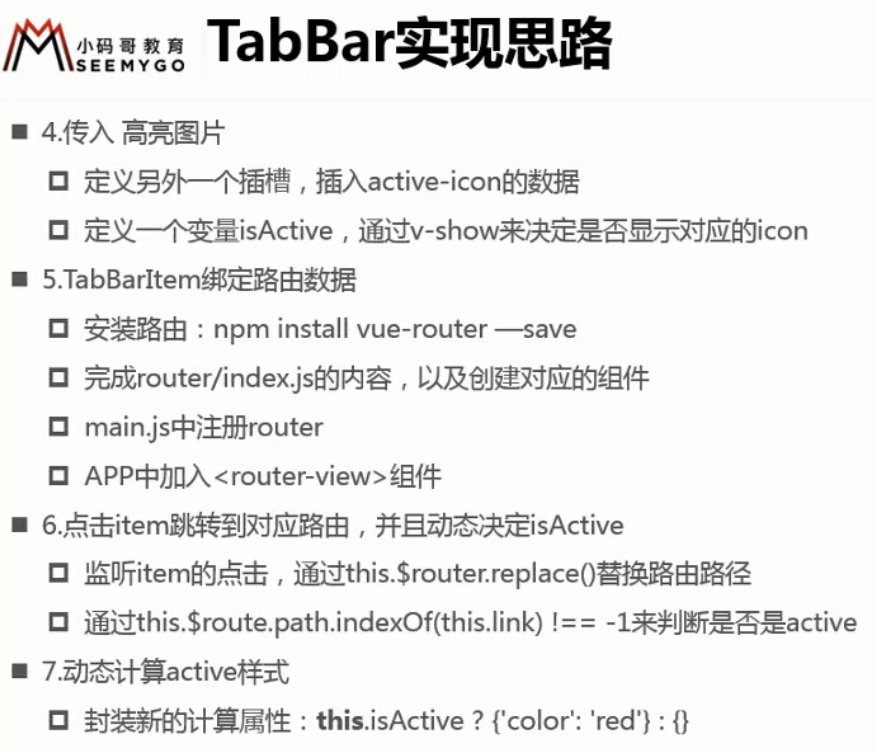 小码哥教育
SEEMYGO
TabBar实现思路
■ 4.传入 高亮图片
定义另外一个插槽，插入active-icon的数据
定义一个变量isActive，通过v-show来决定是否显示对应的icon
■ 5.TabBarItem绑定路由数据
安装路由：npm install vue-router —save
完成router/index.js的内容，以及创建对应的组件
main.js中注册router
APP中加入<router-view>组件
■ 6.点击item跳转到对应路由，并且动态决定isActive
监听item的点击，通过this.$router.replace()替换路由路径
通过this.$route.path.indexOf(this.link) !== -1来判断是否是active
■ 7.动态计算active样式
封装新的计算属性：this.isActive ? {'color': 'red'} : {}